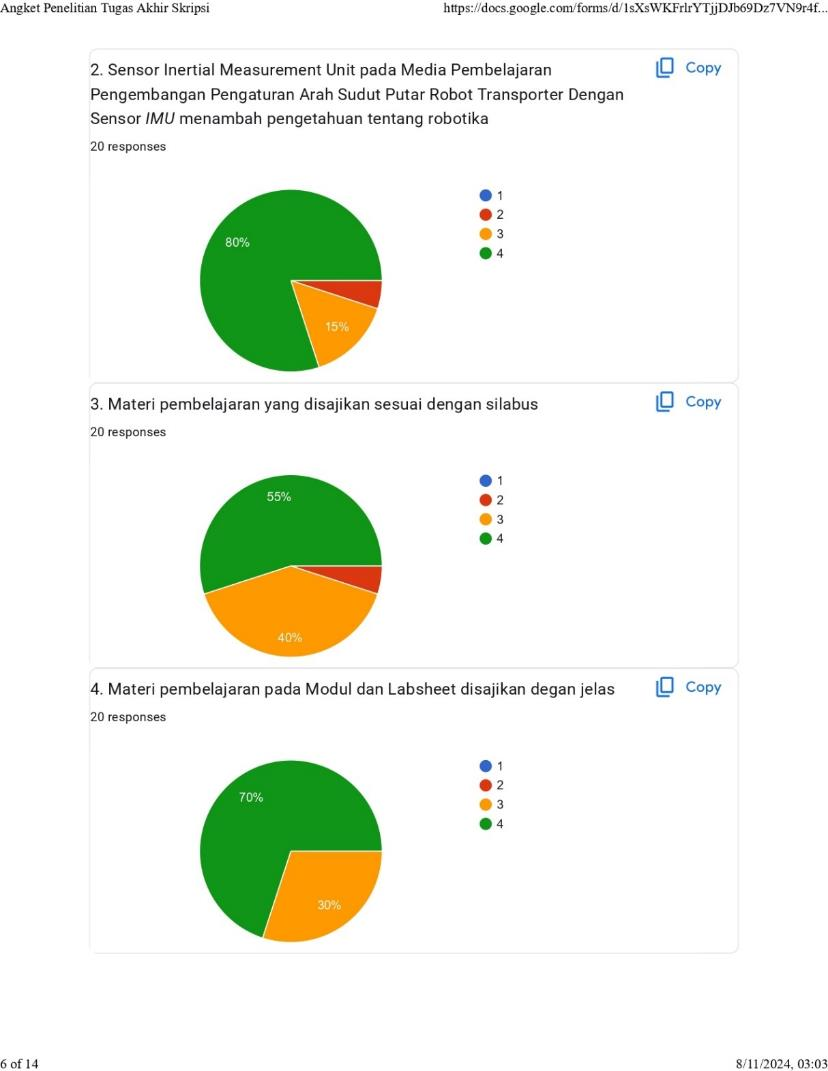 Angket Penelitian Tugas Akhir Skripsi
https://docs.google.com/forms/d/1sXsWKFrlrYTjjDJb69Dz7VN9r4f...
2. Sensor Inertial Measurement Unit pada Media Pembelajaran
Copy
Pengembangan Pengaturan Arah Sudut Putar Robot Transporter Dengan
Sensor IMU menambah pengetahuan tentang robotika
20 responses
1
2
3
4
80%
15%
3. Materi pembelajaran yang disajikan sesuai dengan silabus
Copy
20 responses
1
2
3
4
55%
40%
4. Materi pembelajaran pada Modul dan Labsheet disajikan degan jelas
Copy
20 responses
1
2
3
4
70%
30%
6 of 14
8/11/2024, 03:03